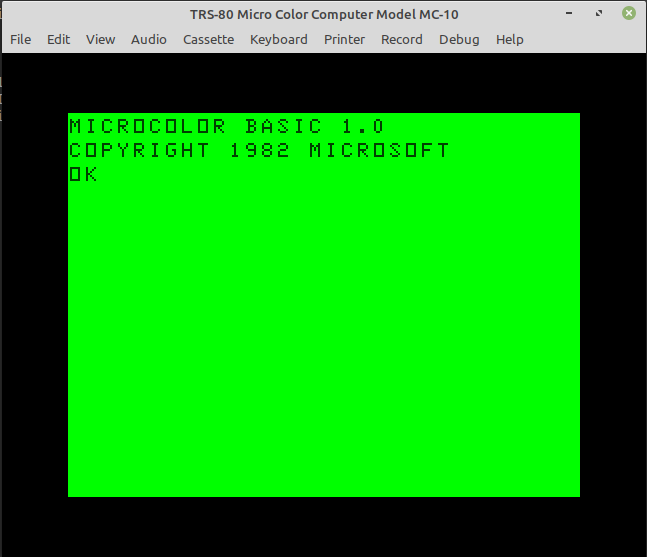 TRS-80 Micro Color Computer Model MC-10
File Edit View Audio Cassette Keyboard Printer Record Debug Help
MICROCOLOR BASIC 1.0
COPYRIGHT 1982 MICROSOFT
OK